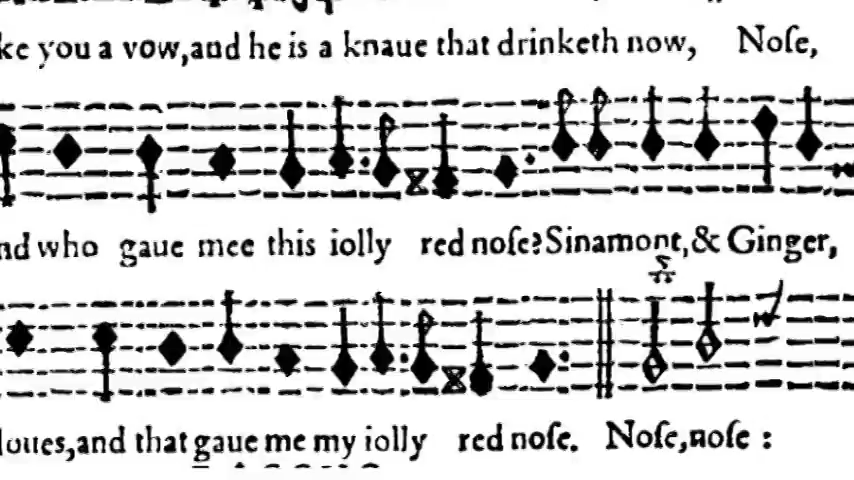 ke you a vow,and he is a knaue that drinketh now, Noſe,
nd who gaue mee this iolly red noſe?Sinamont,& Ginger,
loues,and that gaue me my iolly red noſe. Noſe,noſe :